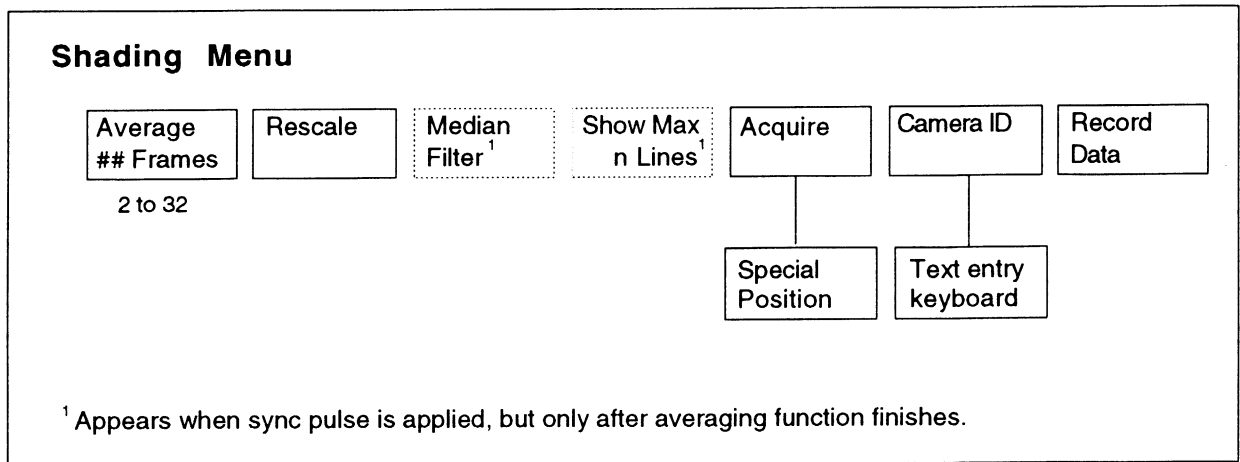 Shading Menu
Average
## Frames
2 to 32
Rescale
Median
Filter¹
Show Max
n Lines¹
Acquire
Special
Position
Camera ID
Text entry
keyboard
Record
Data
¹ Appears when sync pulse is applied, but only after averaging function finishes.